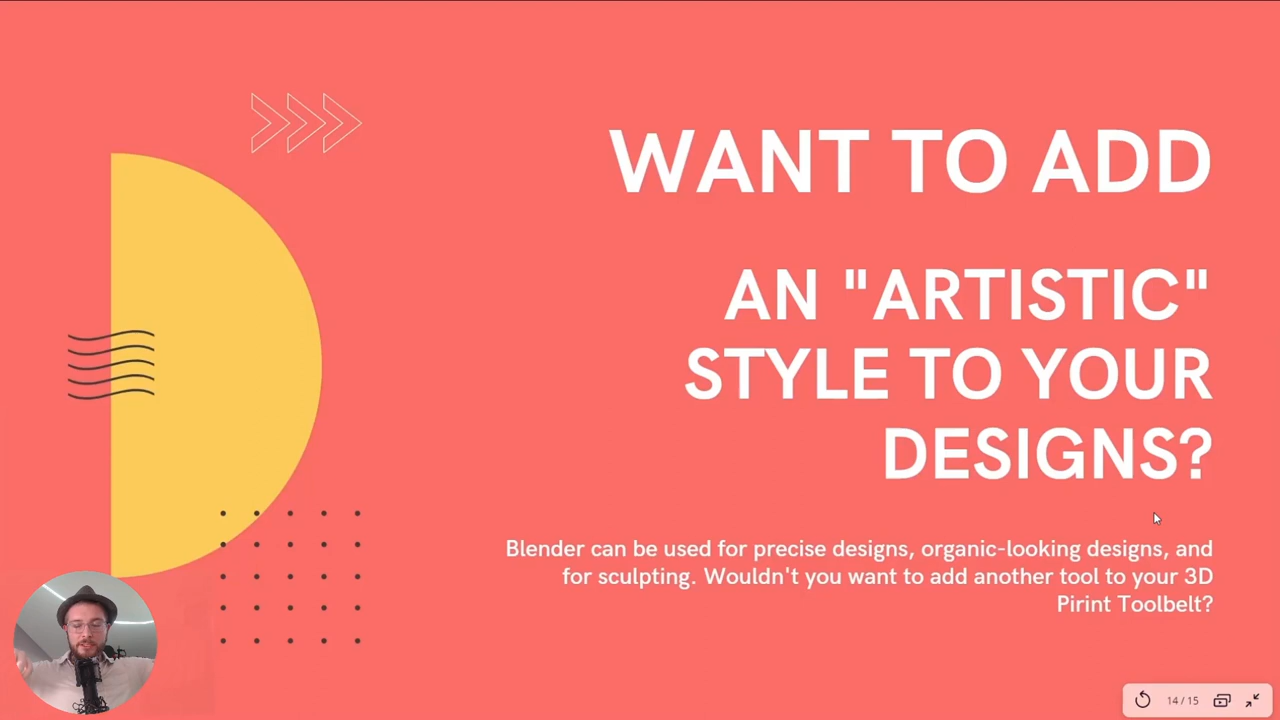 WANT TO ADD
AN "ARTISTIC"
STYLE TO YOUR
DESIGNS?
Blender can be used for precise designs, organic-looking designs, and
for sculpting. Wouldn't you want to add another tool to your 3D
Pirint Toolbelt?
14 / 15